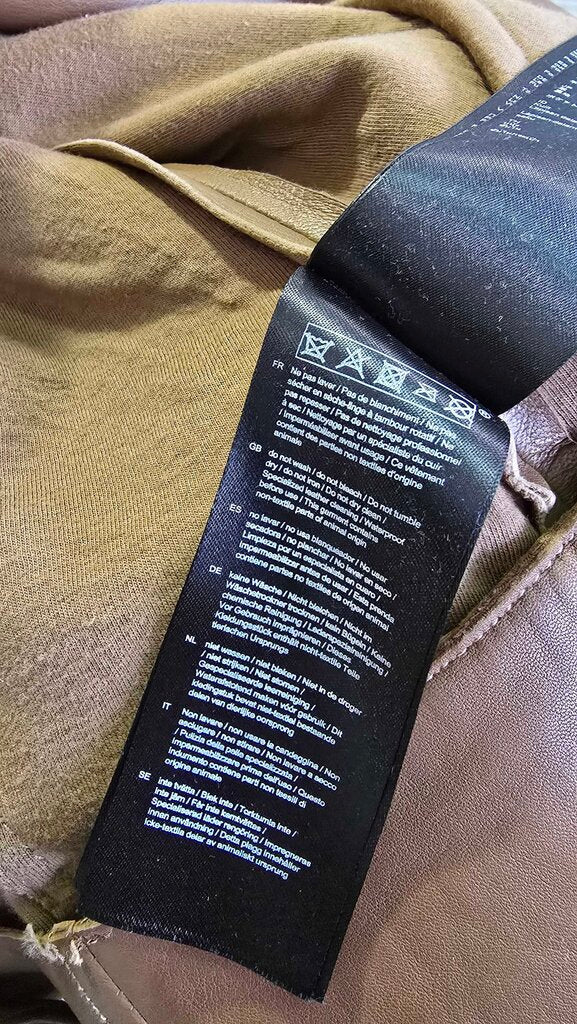 ®
FR Ne pas laver / Pas de blanchiment / Ne pas
sécher en sèche-linge à tambour rotatif / Ne
pas repasser / Pas de nettoyage professionnel
à sec / Nettoyage par un spécialiste du cuir
/ Imperméabiliser avant usage / Ce vêtement
contient des parties non textiles d'origine
animale
GB do not wash / do not bleach / Do not tumble
dry / do not iron / Do not dry clean /
Specialized leather cleaning / Waterproof
before use / This garment contains
non-textile parts of animal origin
ES no lavar / no usa blanqueador / No usar
secadora / no planchar / No lavar en seco /
Limpieza por un especialista en cuero /
Impermeabilizar antes de usar / Esta prenda
contiene partes no textiles de origen animal
DE keine Wäsche / Nicht bleichen / Nicht im
Wäschetrockner trocknen / kein Bügeln / Keine
chemische Reinigung / Lederspezialreinigung /
Vor Gebrauch imprägnieren / Dieses
Kleidungsstück enthält nicht-textile Teile
tierischen Ursprungs
NL niet wassen / niet bleken / Niet in de droger
/ niet strijken / Niet stomen /
Gespecialiseerde leerreiniging /
Waterafstotend maken vóór gebruik / Dit
kledingstuk bevat niet-textiel bestaande
delen van dierlijke oorsprong
IT Non lavare / non usare la candeggina / Non
asciugare / non stirare / Non lavare a secco
/ Pulizia della pelle specializzata /
Impermeabilizzare prima dell'uso / Questo
indumento contiene parti non tessili di
origine animale
SE inte tvätta / Blek inte / Torktumla inte /
inte järn / Får inte kemtvättas /
Specialiserad läder rengöring / Impregneras
innan användning / Detta plagg innehåller
icke-textila delar av animaliskt ursprung